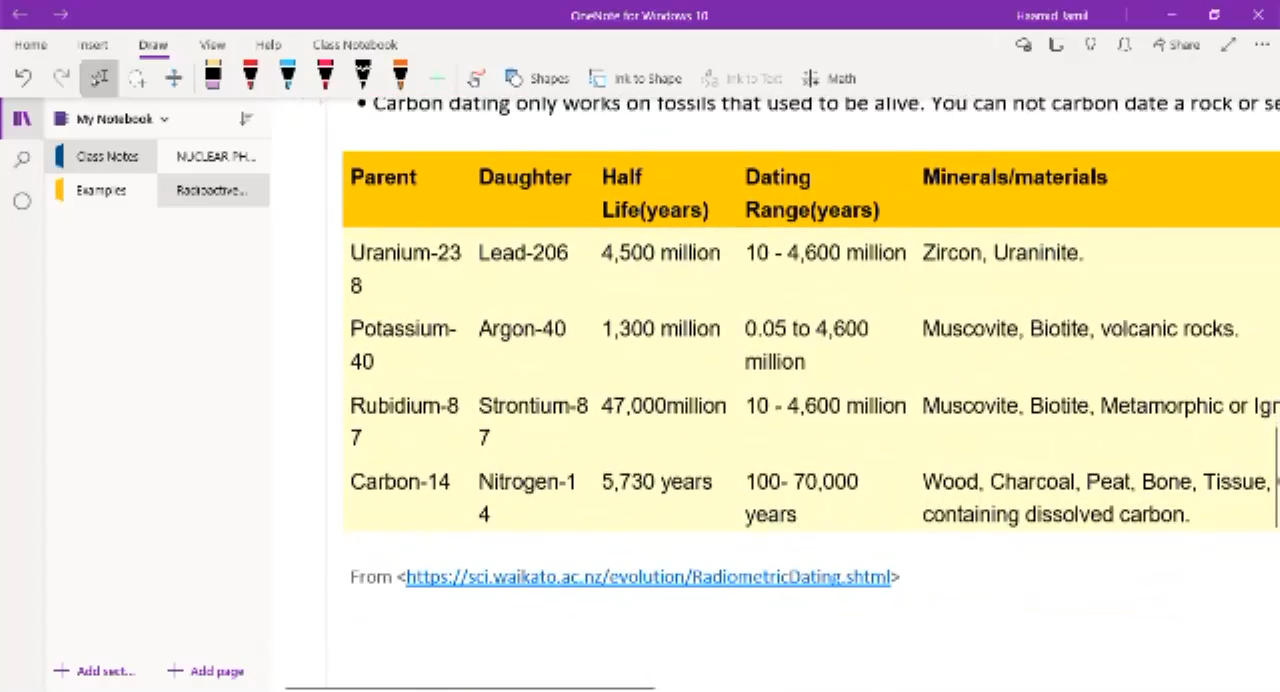 OneNote for Windows 10
Haamid Jamil
Home Insert Draw View Help Class Notebook
Share
Shapes Ink to Shape Ink to Text Math
My Notebook
Class Notes NUCLEAR PH...
Examples Radioactive...
• Carbon dating only works on fossils that used to be alive. You can not carbon date a rock or se
Parent Daughter Half Dating Minerals/materials
Life(years) Range(years)
Uranium-23 Lead-206 4,500 million 10 - 4,600 million Zircon, Uraninite.
8
Potassium- Argon-40 1,300 million 0.05 to 4,600 Muscovite, Biotite, volcanic rocks.
40 million
Rubidium-8 Strontium-8 47,000million 10 - 4,600 million Muscovite, Biotite, Metamorphic or Igr
7 7
Carbon-14 Nitrogen-1 5,730 years 100- 70,000 Wood, Charcoal, Peat, Bone, Tissue,
4 years containing dissolved carbon.
From <https://sci.waikato.ac.nz/evolution/RadiometricDating.shtml>
Add sect... Add page